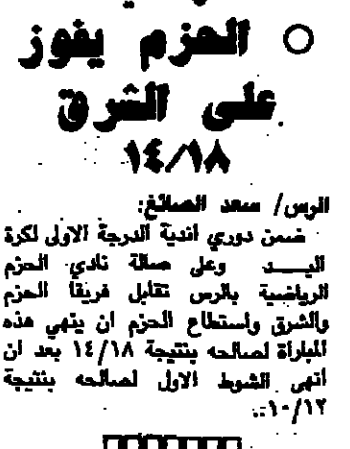 ○ الحزم يفوز
على الشرق
١٤/١٨
الرس/ سعد الصائغ:
ضمن دوري اندية الدرجة الاولى لكرة
اليـــد وعلى صالة نادي الحزم
الرياضية بالرس تقابل فريقا الحزم
والشرق واستطاع الحزم ان ينهي هذه
المباراة لصالحه بنتيجة ١٤/١٨ بعد ان
انهى الشوط الاول لصالحه بنتيجة
١٠/١٢.